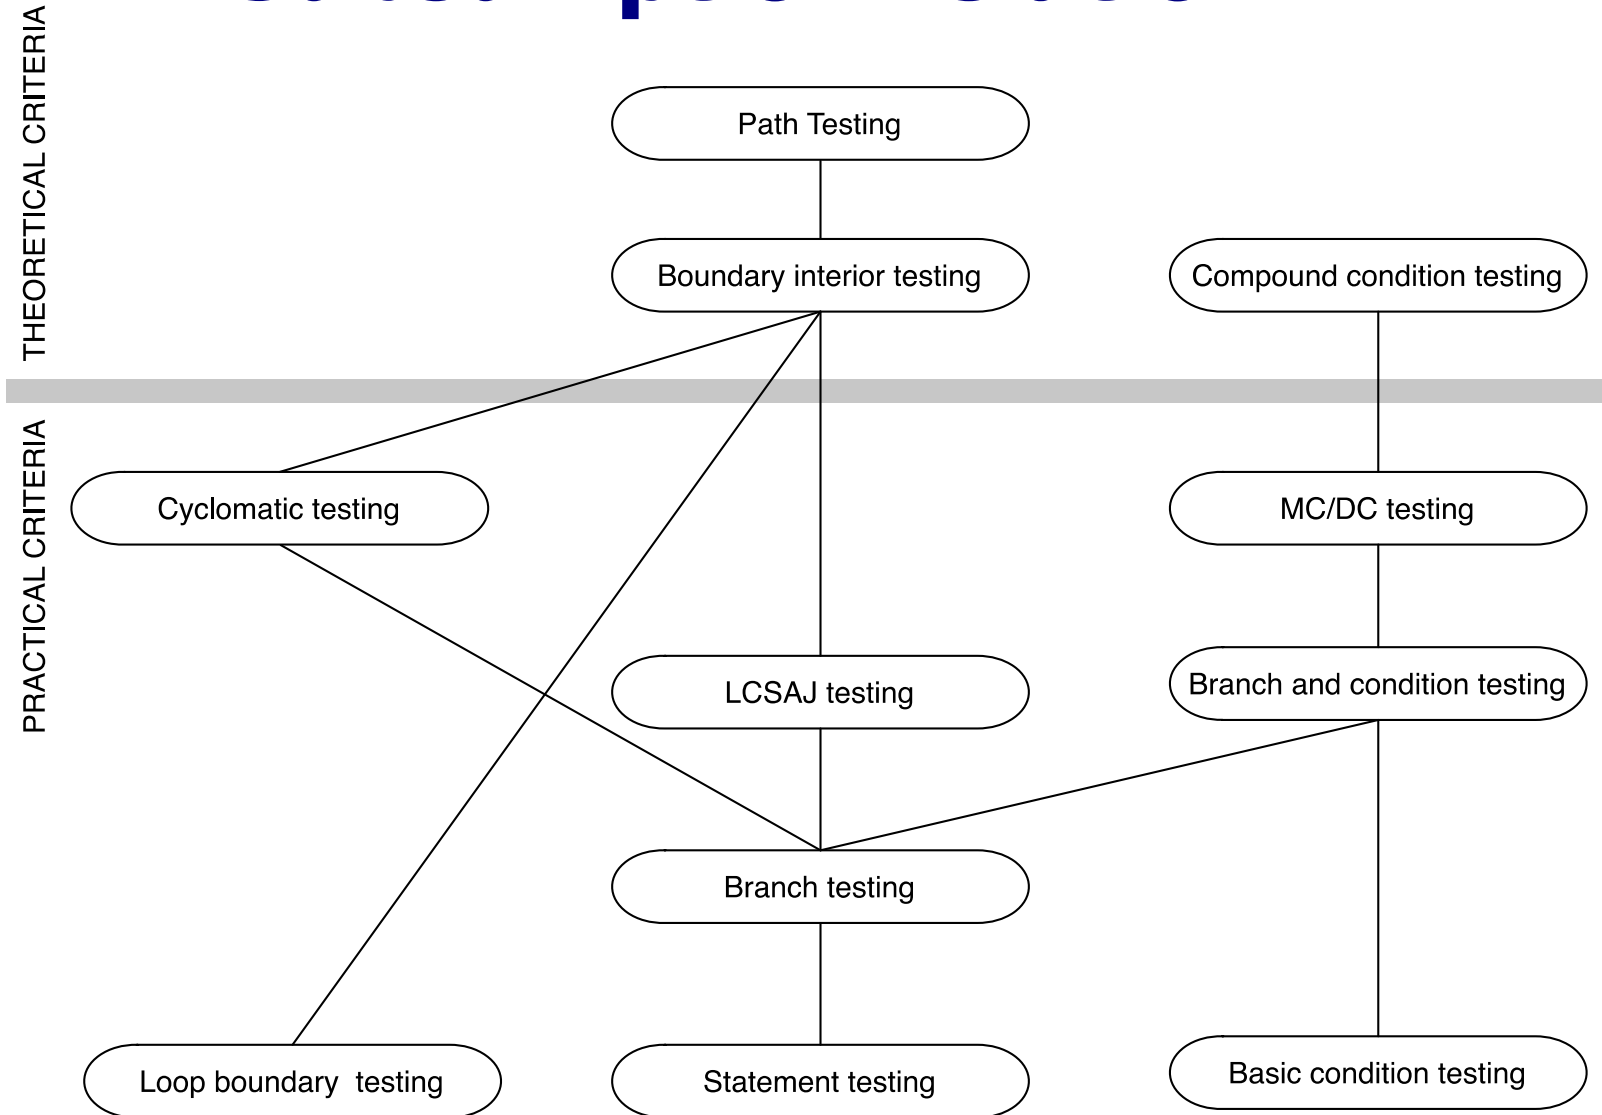 THEORETICAL CRITERIA
Path Testing
Boundary interior testing
Compound condition testing
PRACTICAL CRITERIA
Cyclomatic testing
MC/DC testing
LCSAJ testing
Branch and condition testing
Branch testing
Loop boundary testing
Statement testing
Basic condition testing